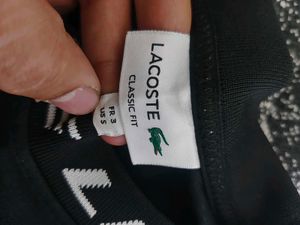 LACOSTE
CLASSIC FIT
FR 3
US S